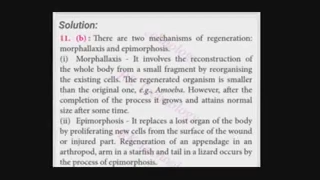 Solution:
11. (b) : There are two mechanisms of regeneration:
morphallaxis and epimorphosis.
(i) Morphallaxis - It involves the reconstruction of
the whole body from a small fragment by reorganising
the existing cells. The regenerated organism is smaller
than the original one, e.g., Amoeba. However, after the
completion of the process it grows and attains normal
size after some time.
(ii) Epimorphosis - It replaces a lost organ of the body
by proliferating new cells from the surface of the wound
or injured part. Regeneration of an appendage in an
arthropod, arm in a starfish and tail in a lizard occurs by
the process of epimorphosis.